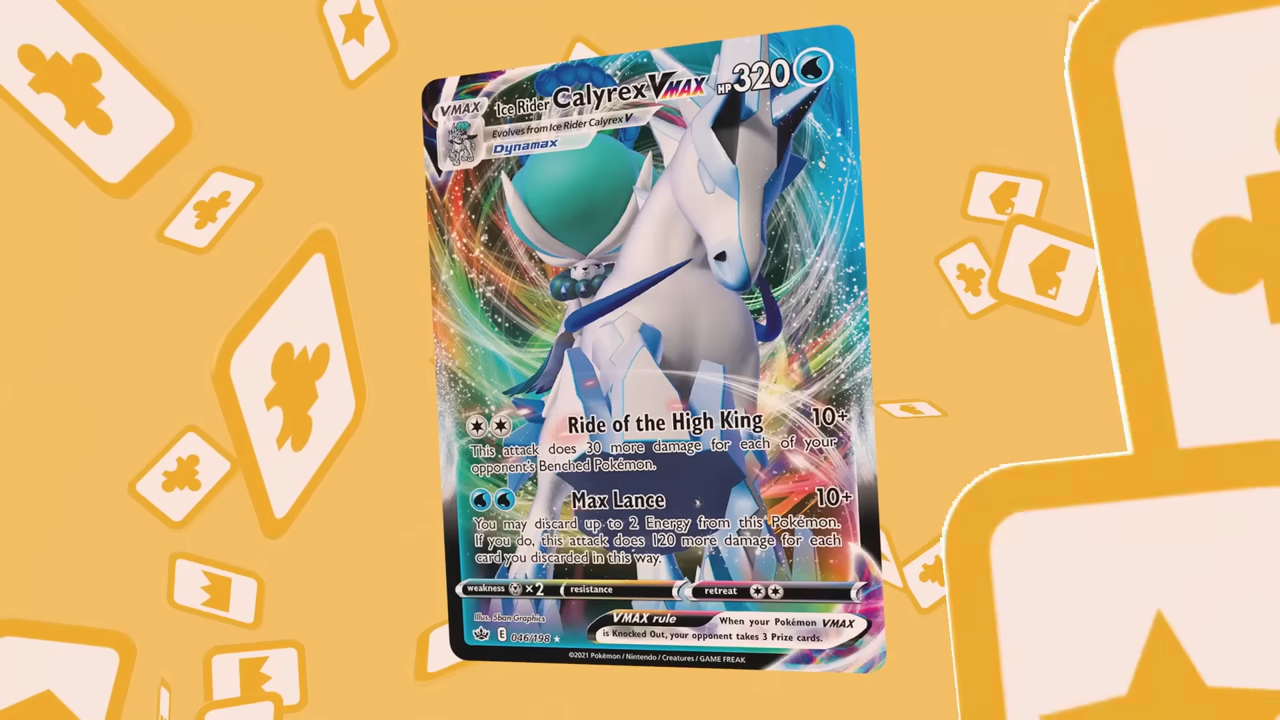 VMAX
Ice Rider Calyrex VMAX HP 320
Evolves from Ice Rider Calyrex V
Dynamax
Ride of the High King 10+
This attack does 30 more damage for each of your
opponent's Benched Pokémon.
Max Lance 10+
You may discard up to 2 Energy from this Pokémon.
If you do, this attack does 120 more damage for each
card you discarded in this way.
weakness ×2 resistance retreat
Illus. 5ban Graphics
VMAX rule When your Pokémon VMAX
is Knocked Out, your opponent takes 3 Prize cards.
E 046/198 ★
©2021 Pokémon / Nintendo / Creatures / GAME FREAK